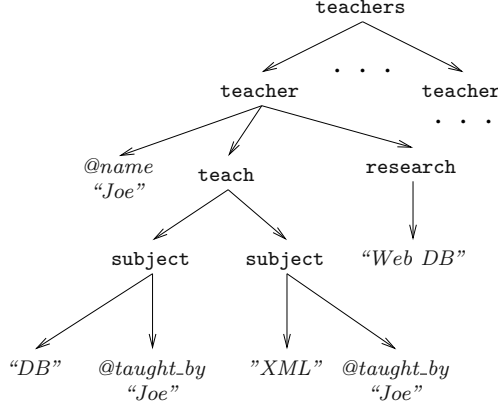 teachers
. . .
teacher
teacher
. . .
@name
“Joe”
teach
research
subject
subject
“Web DB”
“DB”
@taught_by
“Joe”
”XML”
@taught_by
“Joe”